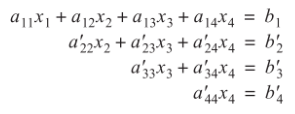 a₁₁x₁ + a₁₂x₂ + a₁₃x₃ + a₁₄x₄ = b₁
a′₂₂x₂ + a′₂₃x₃ + a′₂₄x₄ = b′₂
a′₃₃x₃ + a′₃₄x₄ = b′₃
a′₄₄x₄ = b′₄